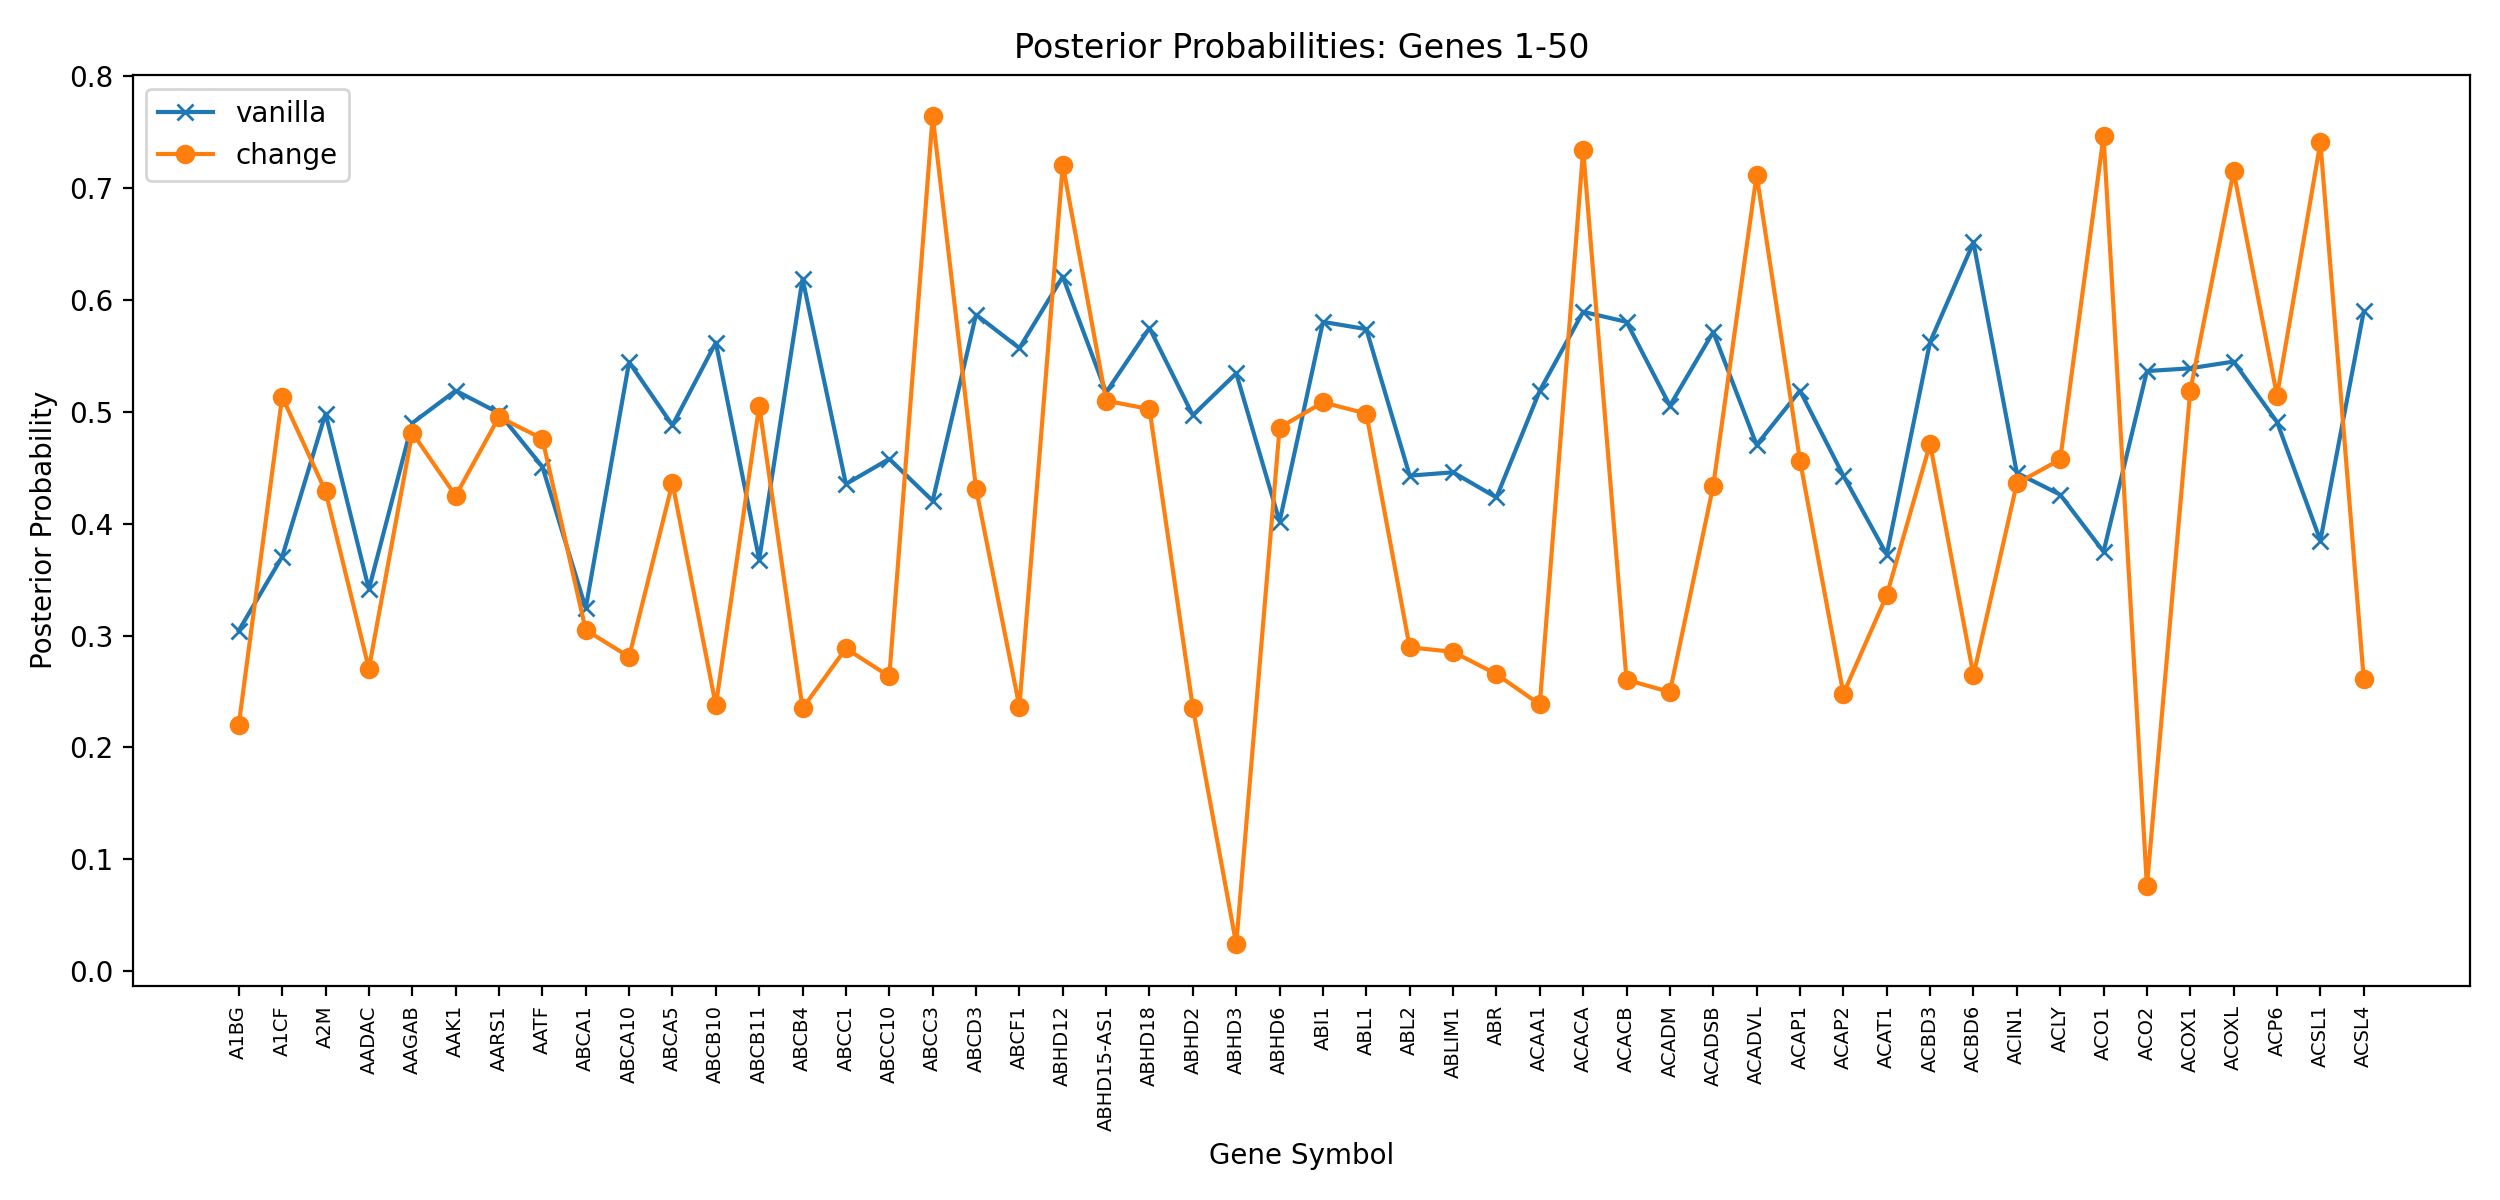 Posterior Probabilities: Genes 1-50
vanilla
change
Posterior Probability
0.8
0.7
0.6
0.5
0.4
0.3
0.2
0.1
0.0
A1BG
A1CF
A2M
AADAC
AAGAB
AAK1
AARS1
AATF
ABCA1
ABCA10
ABCA5
ABCB10
ABCB11
ABCB4
ABCC1
ABCC10
ABCC3
ABCD3
ABCF1
ABHD12
ABHD15-AS1
ABHD18
ABHD2
ABHD3
ABHD6
ABI1
ABL1
ABL2
ABLIM1
ABR
ACAA1
ACACA
ACACB
ACADM
ACADSB
ACADVL
ACAP1
ACAP2
ACAT1
ACBD3
ACBD6
ACIN1
ACLY
ACO1
ACO2
ACOX1
ACOXL
ACP6
ACSL1
ACSL4
Gene Symbol